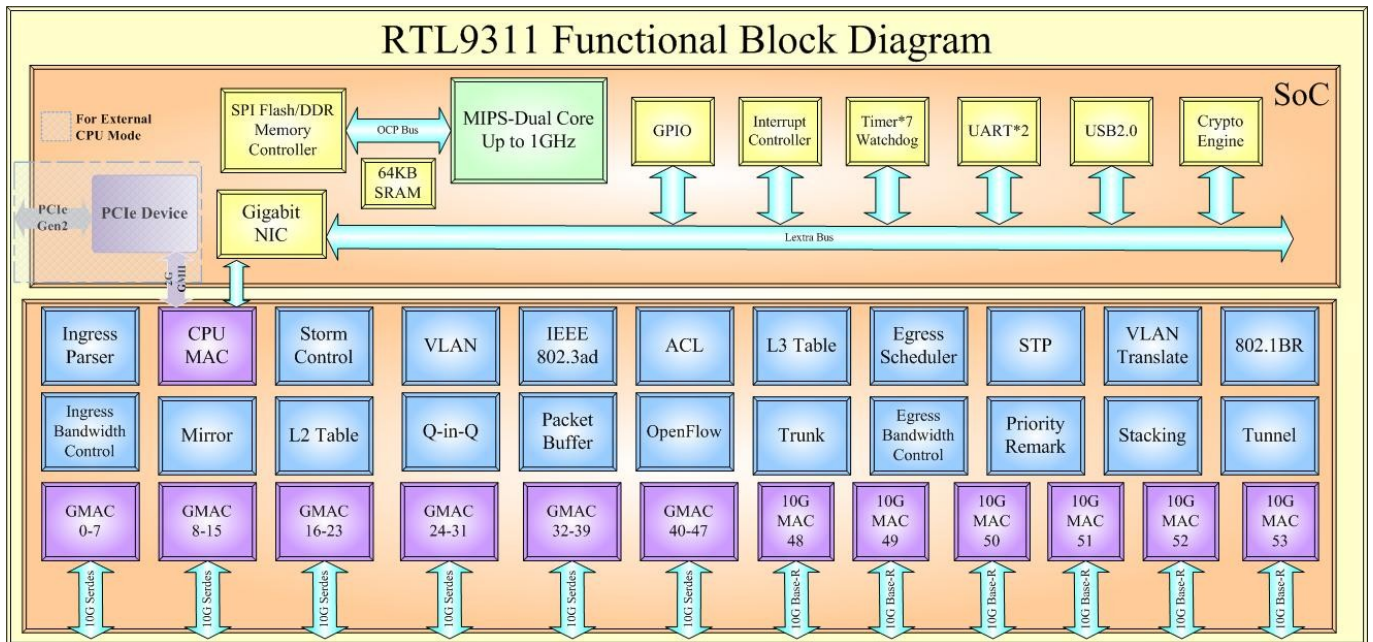 RTL9311 Functional Block Diagram
SoC
For External
CPU Mode
SPI Flash/DDR
Memory
Controller
OCP Bus
MIPS-Dual Core
Up to 1GHz
64KB
SRAM
GPIO
Interrupt
Controller
Timer*7
Watchdog
UART*2
USB2.0
Crypto
Engine
PCIe
Gen2
PCIe Device
Gigabit
NIC
Lextra Bus
2G
GMII
Ingress
Parser
CPU
MAC
Storm
Control
VLAN
IEEE
802.3ad
ACL
L3 Table
Egress
Scheduler
STP
VLAN
Translate
802.1BR
Ingress
Bandwidth
Control
Mirror
L2 Table
Q-in-Q
Packet
Buffer
OpenFlow
Trunk
Egress
Bandwidth
Control
Priority
Remark
Stacking
Tunnel
GMAC
0-7
GMAC
8-15
GMAC
16-23
GMAC
24-31
GMAC
32-39
GMAC
40-47
10G
MAC
48
10G
MAC
49
10G
MAC
50
10G
MAC
51
10G
MAC
52
10G
MAC
53
10G Serdes
10G Serdes
10G Serdes
10G Serdes
10G Serdes
10G Serdes
10G Base-R
10G Base-R
10G Base-R
10G Base-R
10G Base-R
10G Base-R